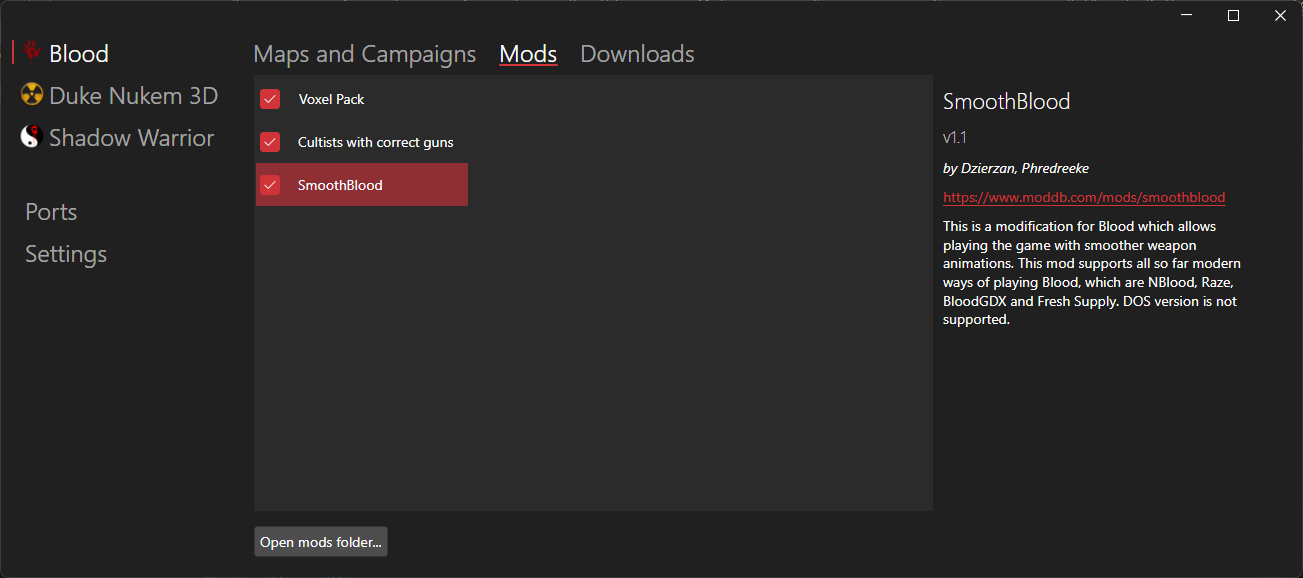 Blood
Duke Nukem 3D
Shadow Warrior
Ports
Settings
Maps and Campaigns Mods Downloads
Voxel Pack
Cultists with correct guns
SmoothBlood
Open mods folder...
SmoothBlood
v1.1
by Dzierzan, Phredreeke
https://www.moddb.com/mods/smoothblood
This is a modification for Blood which allows
playing the game with smoother weapon
animations. This mod supports all so far modern
ways of playing Blood, which are NBlood, Raze,
BloodGDX and Fresh Supply. DOS version is not
supported.